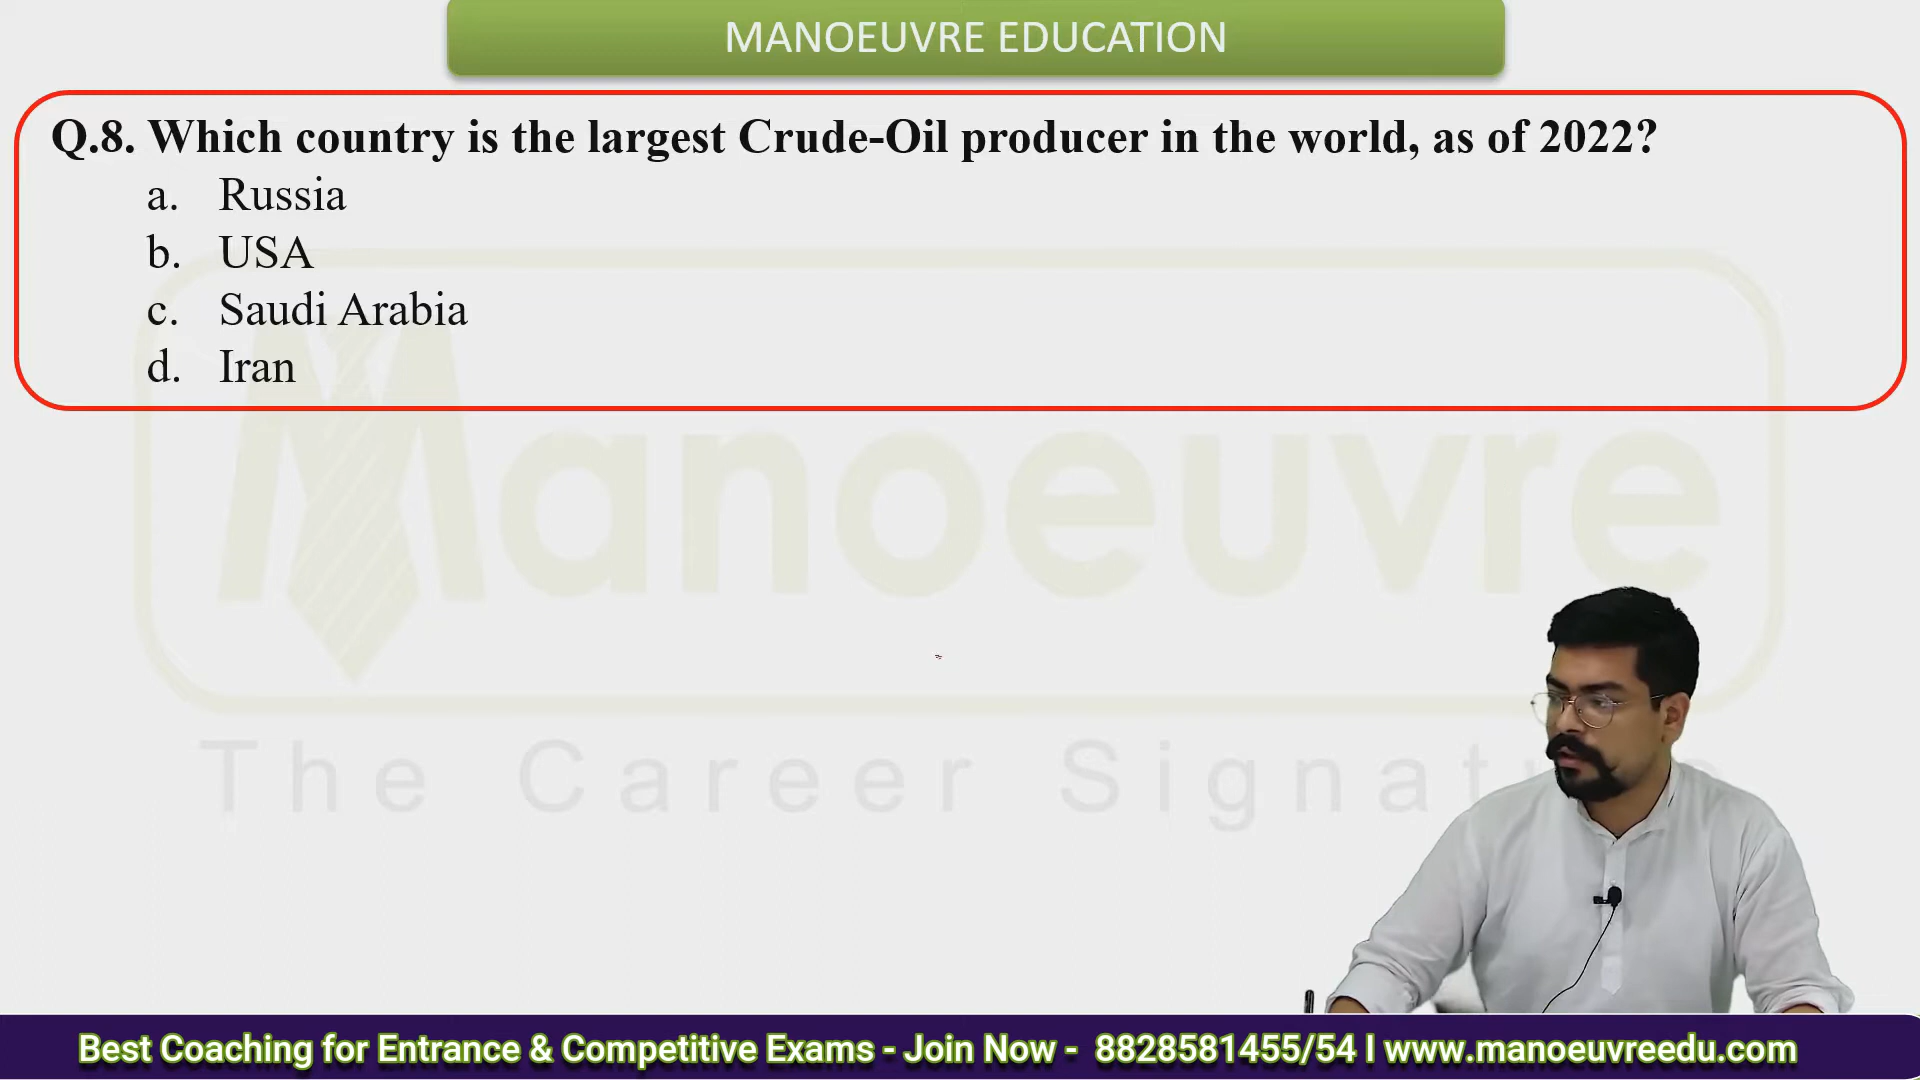 MANOEUVRE EDUCATION
Q.8. Which country is the largest Crude-Oil producer in the world, as of 2022?
a. Russia
b. USA
c. Saudi Arabia
d. Iran
Manoeuvre
The Career Signature
Best Coaching for Entrance & Competitive Exams - Join Now - 8828581455/54 I www.manoeuvreedu.com